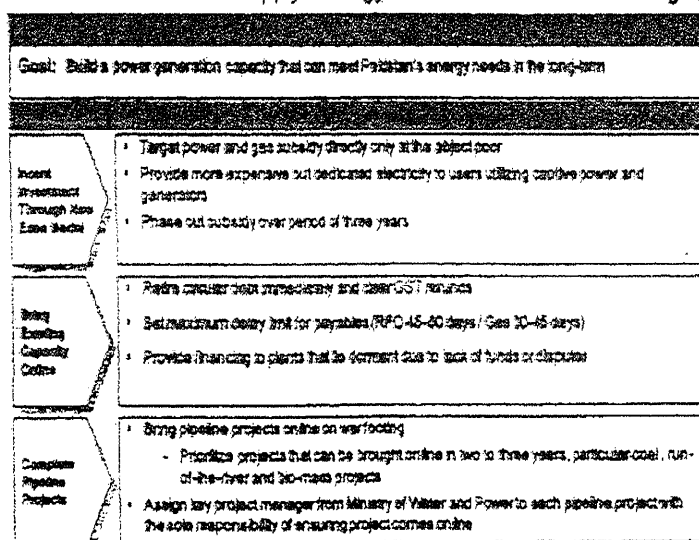 Goal: Build a power generation capacity that can meet Pakistan's energy needs in the long-term
Target power and gas subsidy directly only at the abject poor
Incent
Investment
Through New
Provide more expensive but dedicated electricity to users utilizing captive power and
generators
Phase out subsidy over period of three years
Retire circular debt immediately and clear GST refunds
Bring
Existing
Capacity
Online
Set maximum delay limit for payables (RFO 45-60 days / Gas 30-45 days)
Provide financing to plants that lie dormant due to lack of funds or disputes
Bring pipeline projects online on war footing
Complete
Pipeline
Projects
- Prioritize projects that can be brought online in two to three years, particular coal, run-
of-the-river and bio-mass projects
Assign key project manager from Ministry of Water and Power to each pipeline project with
the sole responsibility of ensuring project comes online